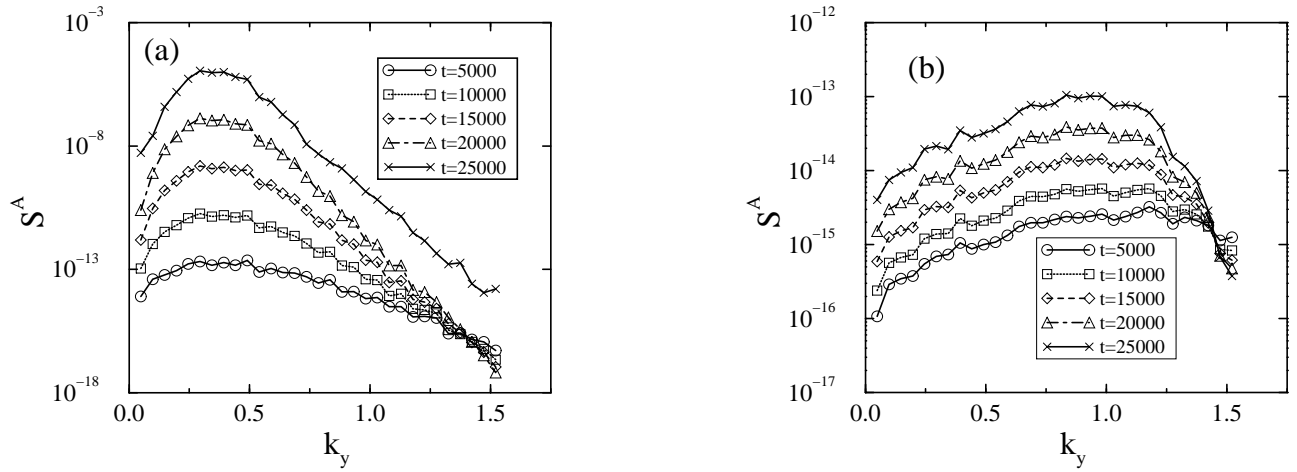 (a)
10^-3
10^-8
10^-13
10^-18
S^A
t=5000
t=10000
t=15000
t=20000
t=25000
0.0 0.5 1.0 1.5
k_y
(b)
10^-12
10^-13
10^-14
10^-15
10^-16
10^-17
S^A
t=5000
t=10000
t=15000
t=20000
t=25000
0.0 0.5 1.0 1.5
k_y